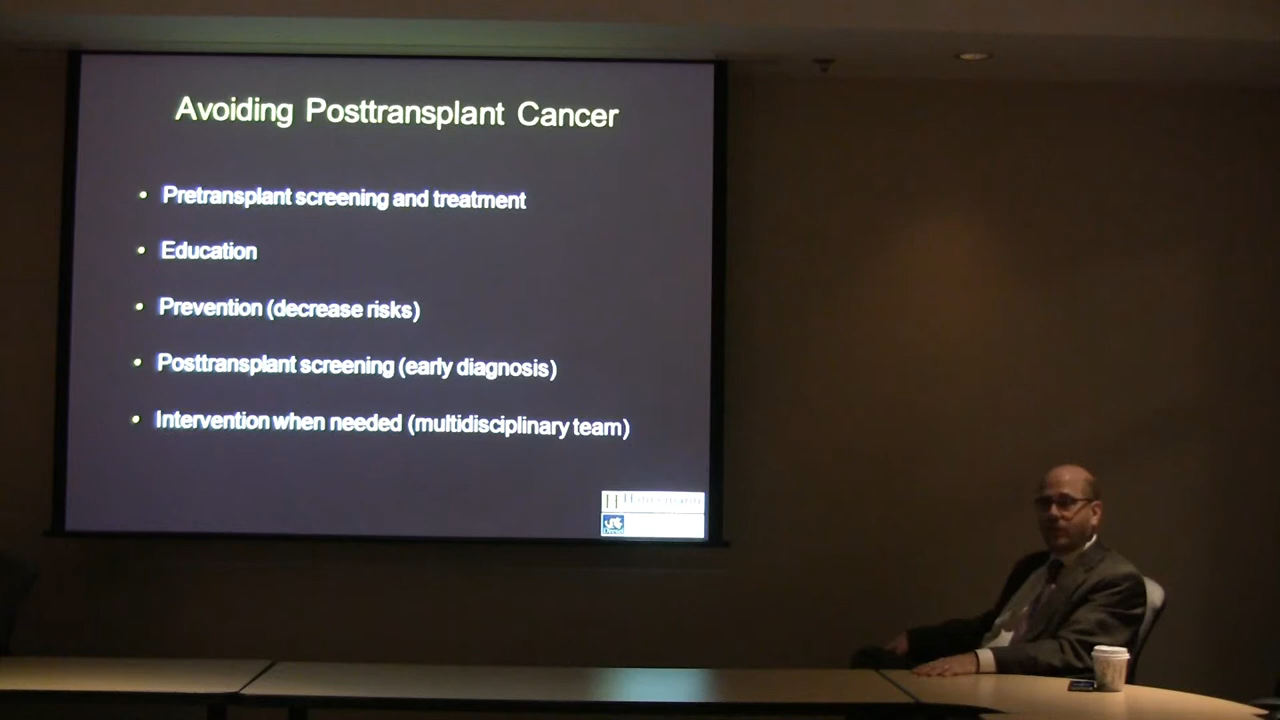 Avoiding Posttransplant Cancer
• Pretransplant screening and treatment
• Education
• Prevention (decrease risks)
• Posttransplant screening (early diagnosis)
• Intervention when needed (multidisciplinary team)